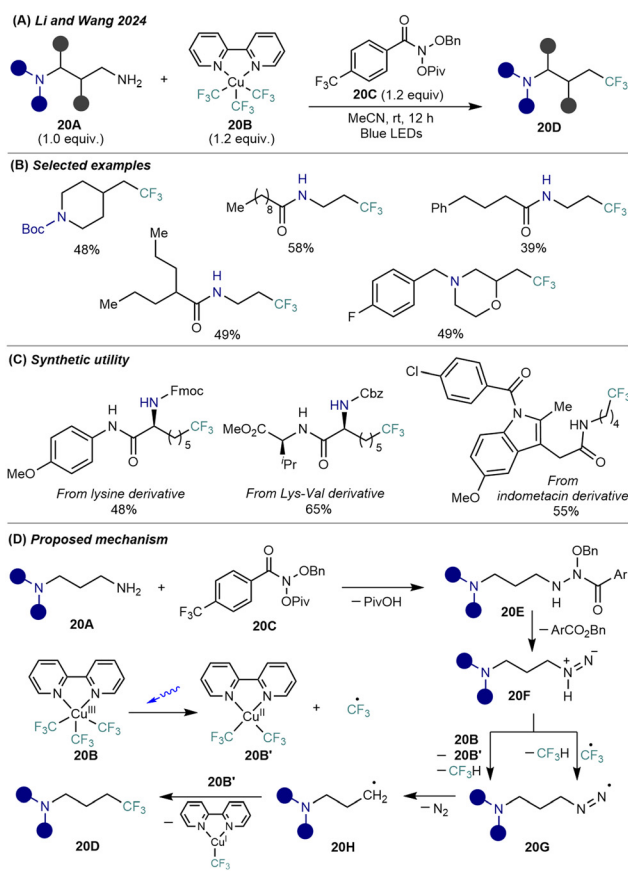 (A) Li and Wang 2024
N
NH2
20A
(1.0 equiv.)
+
N N
Cu
F3C CF3
CF3
20B
(1.2 equiv.)
O
N OBn
OPiv
F3C
20C (1.2 equiv)
MeCN, rt, 12 h
Blue LEDs
N
CF3
20D
(B) Selected examples
CF3
N
Boc
48%
Me
( )8
O
H
N
CF3
58%
Ph
O
H
N
CF3
39%
Me
Me
O
H
N
CF3
49%
F
N
O
CF3
49%
(C) Synthetic utility
MeO
H
N
O
HN Fmoc
( )5
CF3
From lysine derivative
48%
MeO2C
iPr
H
N
O
HN Cbz
( )5
CF3
From Lys-Val derivative
65%
Cl
O
N
Me
MeO
O
HN
( )4
CF3
From
indometacin derivative
55%
(D) Proposed mechanism
N
NH2
20A
+
O
N OBn
OPiv
F3C
20C
– PivOH
N
N
H
OBn
N
Ar
O
20E
– ArCO2Bn
N
N
+
H
N
–
20F
N N
CuIII
F3C CF3
CF3
20B
N N
CuII
F3C CF3
20B'
+
•
CF3
20B
– 20B'
– CF3H
– CF3H
•
CF3
N
N
N
•
20G
– N2
N
•
CH2
20H
20B'
–
N N
CuI
CF3
N
CF3
20D